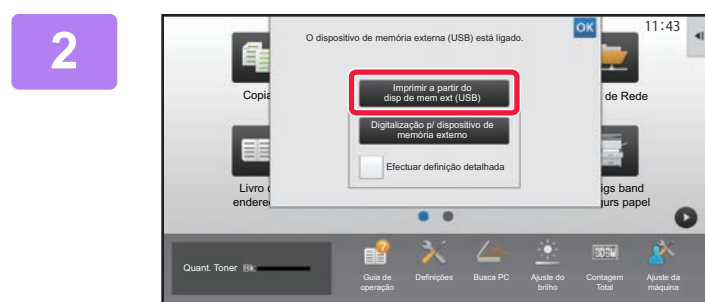 2
O dispositivo de memória externa (USB) está ligado.
OK
11:43
Imprimir a partir do
disp de mem ext (USB)
Copia
de Rede
Digitalização p/ dispositivo de
memória externo
Efectuar definição detalhada
Livro d
endere
igs band
gurs papel
Quant. Toner Bk
Guia de
operação
Definições
Busca PC
Ajuste do
brilho
Contagem
Total
Ajuste da
máquina